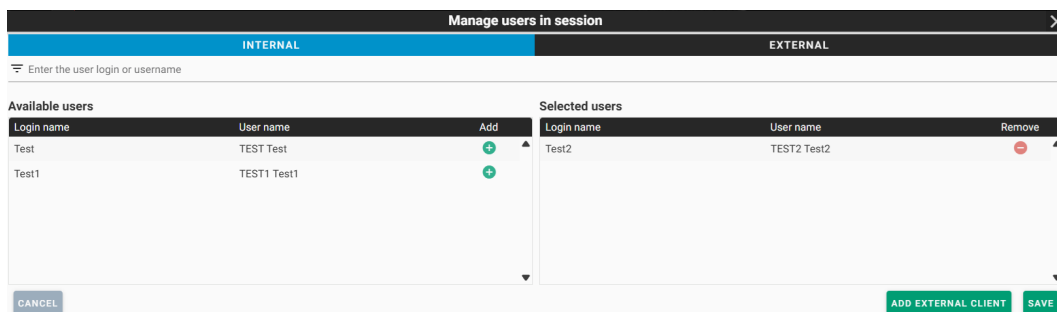 Manage users in session
INTERNAL EXTERNAL
Enter the user login or username
Available users Selected users
Login name User name Add Login name User name Remove
Test TEST Test Test2 TEST2 Test2
Test1 TEST1 Test1
CANCEL ADD EXTERNAL CLIENT SAVE